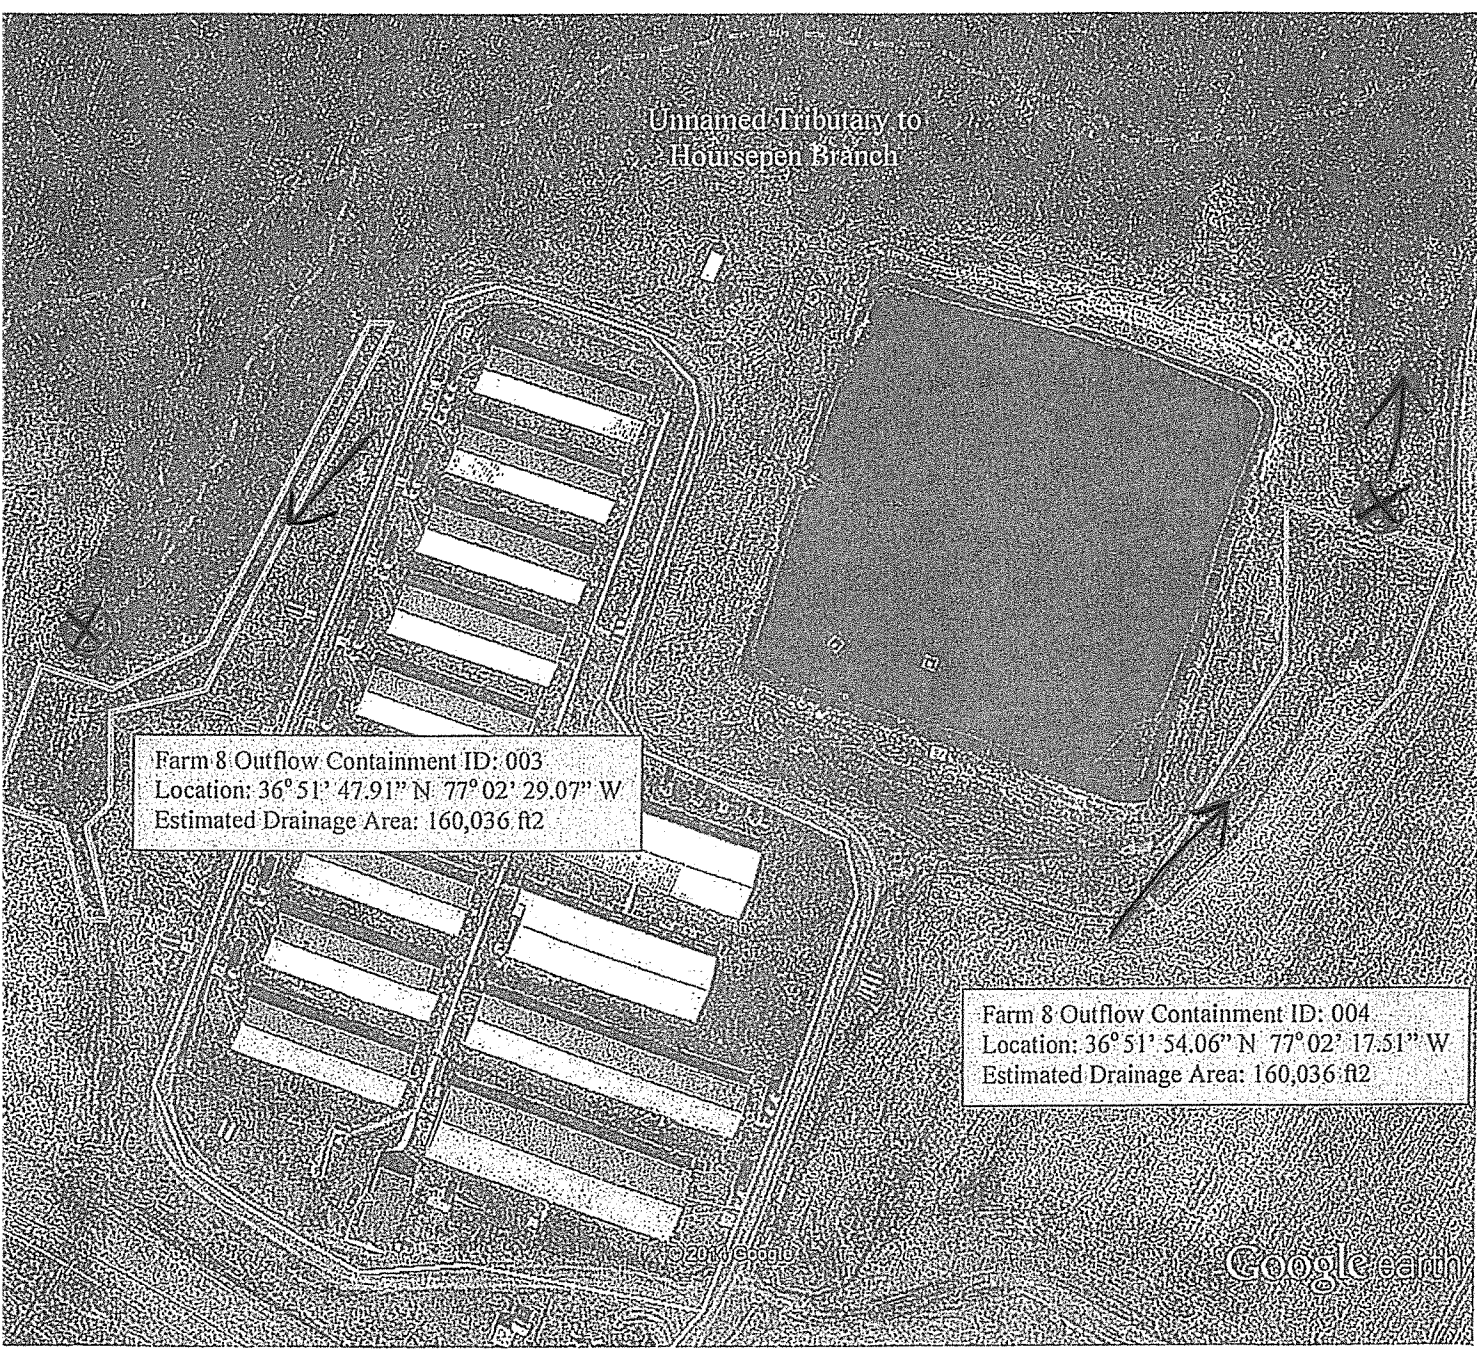 Unnamed Tributary to
Hoursepen Branch
Farm 8 Outflow Containment ID: 003
Location: 36° 51’ 47.91” N 77° 02’ 29.07” W
Estimated Drainage Area: 160,036 ft2
Farm 8 Outflow Containment ID: 004
Location: 36° 51’ 54.06” N 77° 02’ 17.51” W
Estimated Drainage Area: 160,036 ft2
Google earth